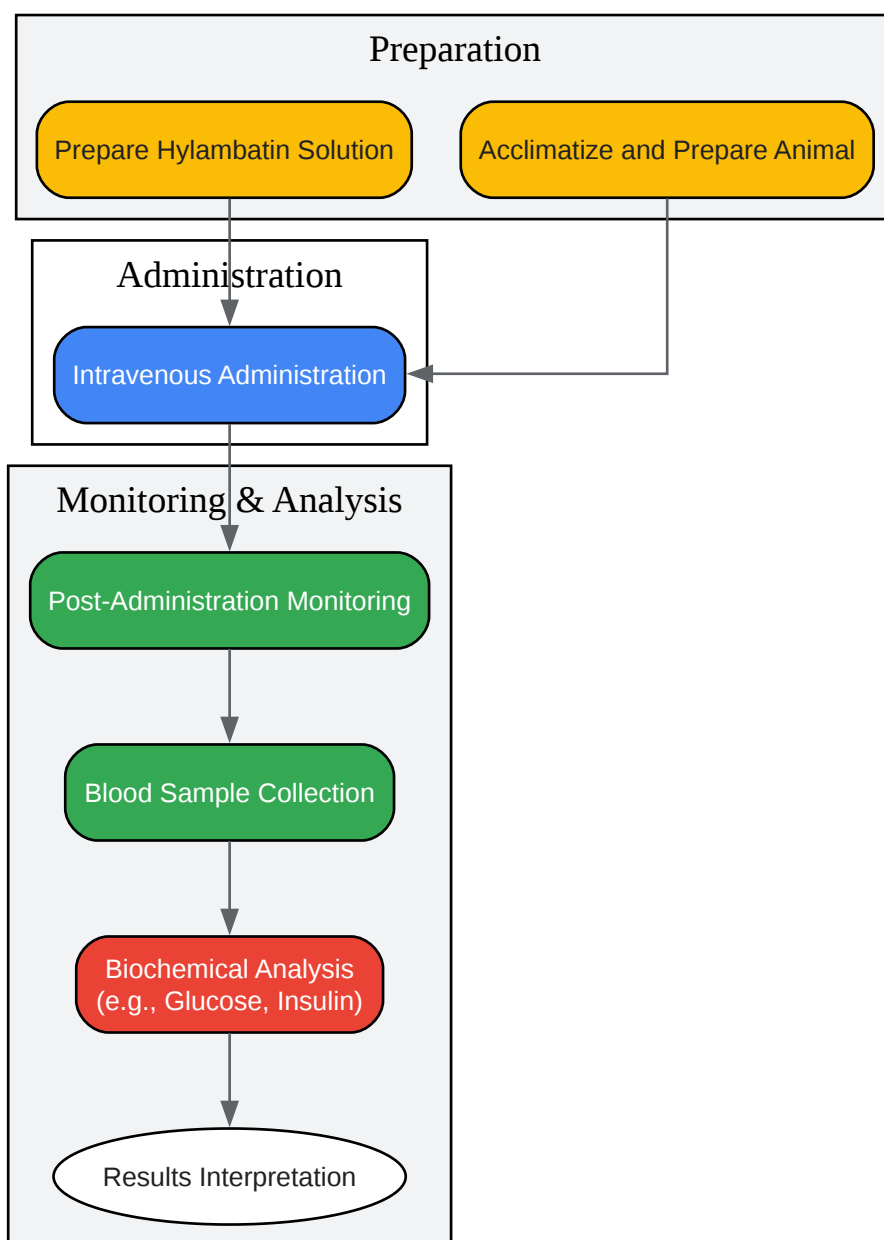 Preparation
Prepare Hylambatin Solution
Acclimatize and Prepare Animal
Administration
Intravenous Administration
Monitoring & Analysis
Post-Administration Monitoring
Blood Sample Collection
Biochemical Analysis
(e.g., Glucose, Insulin)
Results Interpretation